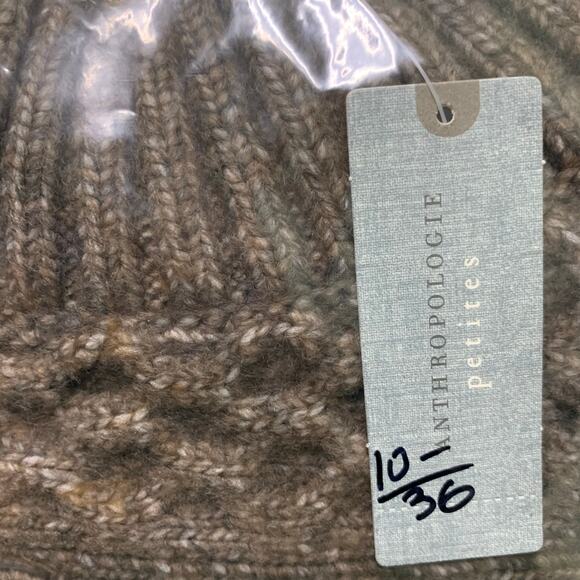 ANTHROPOLOGIE
petites
10-
36